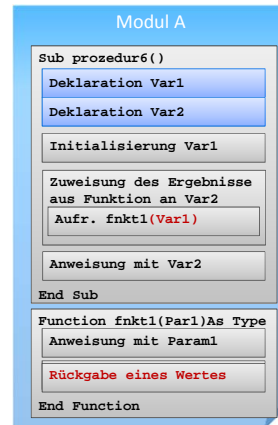 Modul A
Sub prozedur6()
Deklaration Var1
Deklaration Var2
Initialisierung Var1
Zuweisung des Ergebnisse
aus Funktion an Var2
Aufr. fnkt1(Var1)
Anweisung mit Var2
End Sub
Function fnkt1(Par1)As Type
Anweisung mit Param1
Rückgabe eines Wertes
End Function